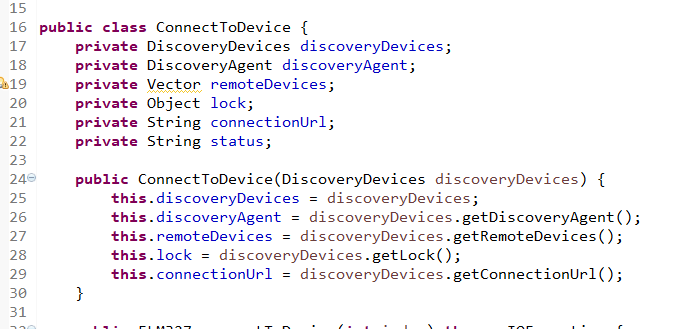 15
16 public class ConnectToDevice {
17 private DiscoveryDevices discoveryDevices;
18 private DiscoveryAgent discoveryAgent;
19 private Vector remoteDevices;
20 private Object lock;
21 private String connectionUrl;
22 private String status;
23
24 public ConnectToDevice(DiscoveryDevices discoveryDevices) {
25 this.discoveryDevices = discoveryDevices;
26 this.discoveryAgent = discoveryDevices.getDiscoveryAgent();
27 this.remoteDevices = discoveryDevices.getRemoteDevices();
28 this.lock = discoveryDevices.getLock();
29 this.connectionUrl = discoveryDevices.getConnectionUrl();
30 }
31